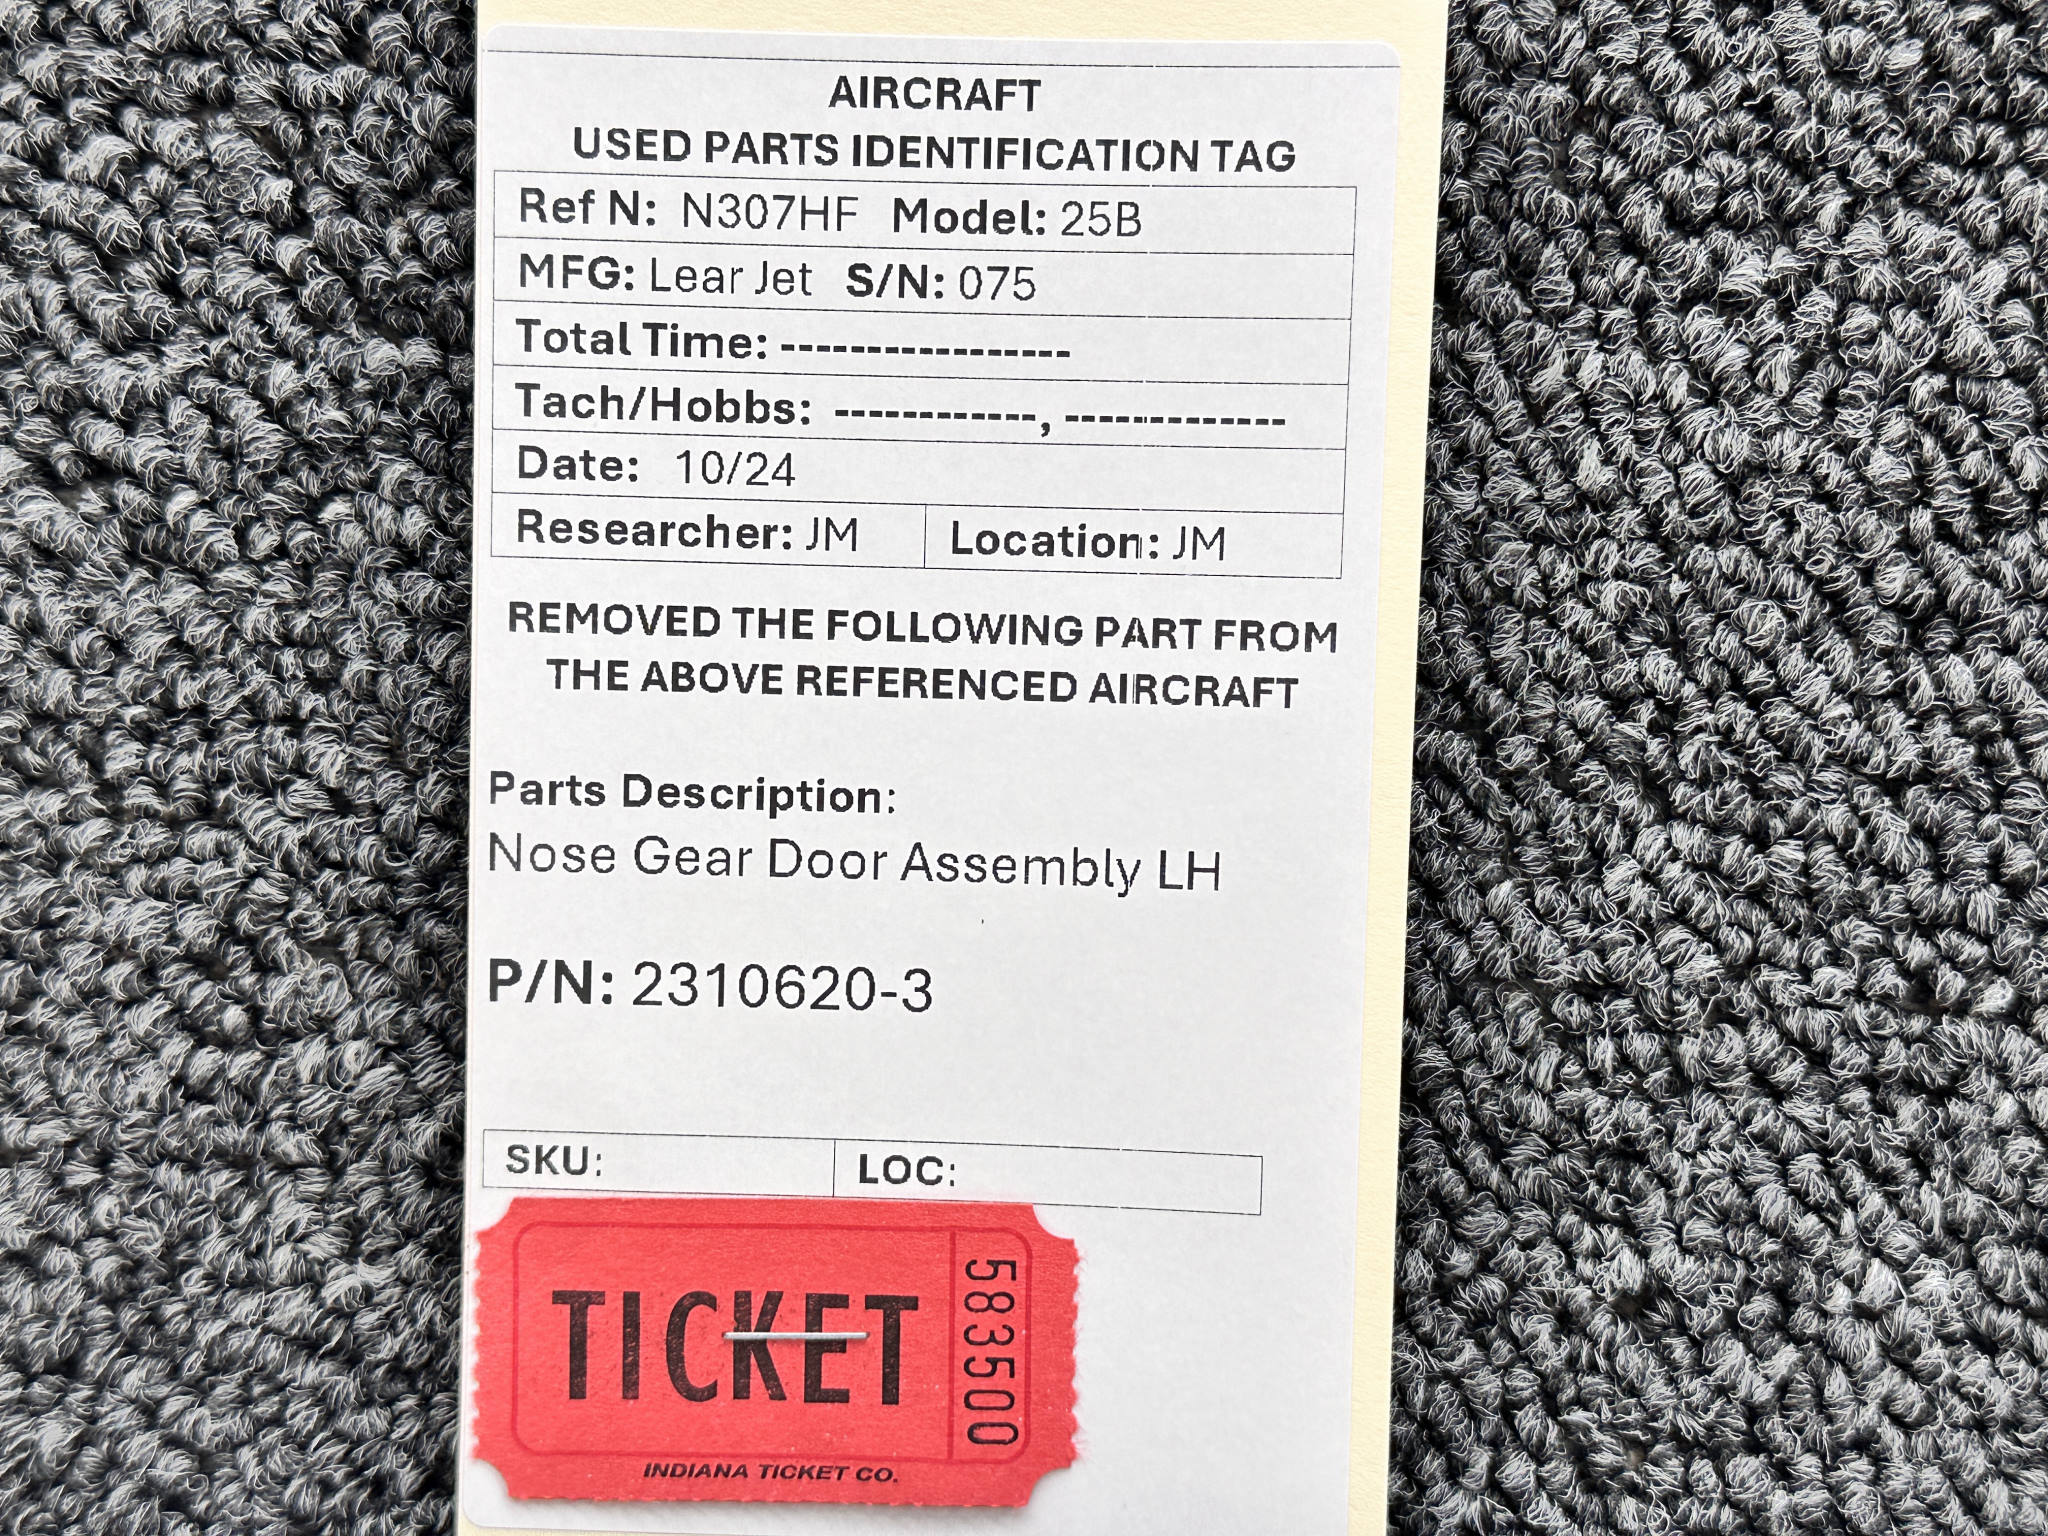 AIRCRAFT
USED PARTS IDENTIFICATION TAG
Ref N: N307HF Model: 25B
MFG: Lear Jet S/N: 075
Total Time: -----------------
Tach/Hobbs: ------------, -------------
Date: 10/24
Researcher: JM Location: JM
REMOVED THE FOLLOWING PART FROM
THE ABOVE REFERENCED AIRCRAFT
Parts Description:
Nose Gear Door Assembly LH
P/N: 2310620-3
SKU: LOC:
TICKET
583500
INDIANA TICKET CO.